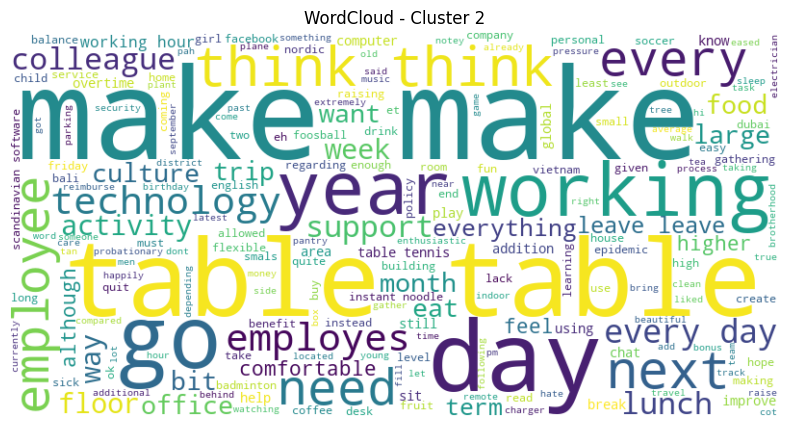 WordCloud - Cluster 2
balance working hour girl facebook something company already notey personal soccer know eased
colleague pah plane nordic computer old pressure every electrician
child service overtime home think think said music raising least see outdoor sleep task
make make plant coming extremely game tree hi food
got security past come want et drink global small average walk dubai
parking september two eh foosball week easy large
scandinavian software friday district regarding enough room fun vietnam given tea process taking
culture trip year working gathering
bali reimburse birthday english policy near end play right brotherhood
technology
employee word someone latest allowed support everything leave leave higher
activity pantry enthusiastic addition house true
care probationary dont flexible area table tennis building lack learning epidemic high clean
although must men smals quite month use bring liked create
long tan happily quit table table
depending money side buy instant noodle eat indoor
currently compared box gather time beautiful
way go employes still day feel using every day
ok lot hour benefit instead located young level pm chat add bonus team
sick bit comfortable take need let following next hope
additional behind badminton fill sit remote hate track making
floor office help term read charger break lunch improve raise
watching coffee desk fruit travel cot